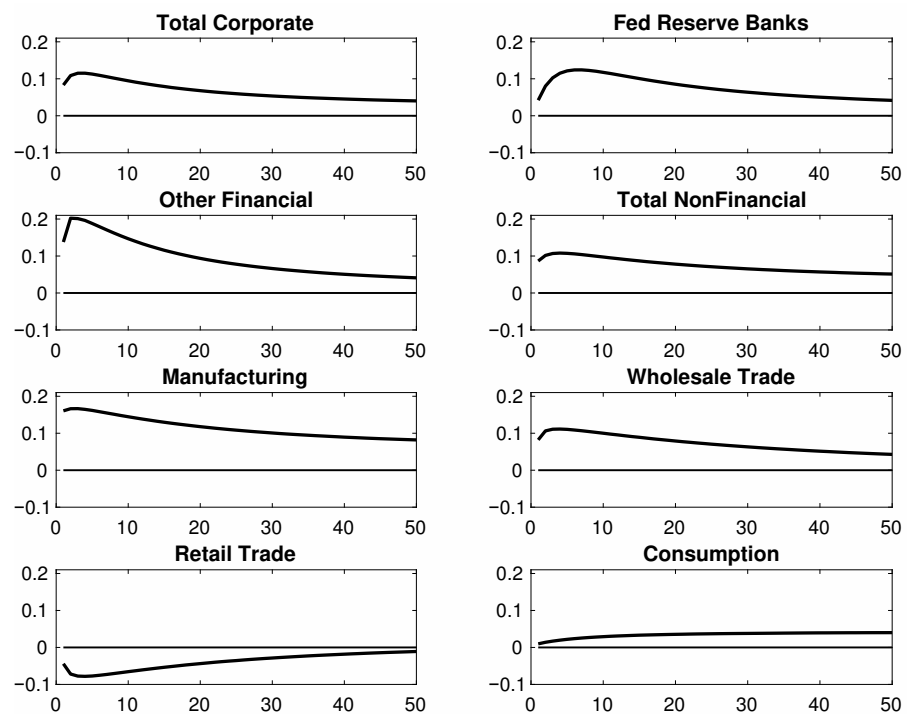 Total Corporate
0.2
0.1
0
−0.1
0 10 20 30 40 50
Fed Reserve Banks
0.2
0.1
0
−0.1
0 10 20 30 40 50
Other Financial
0.2
0.1
0
−0.1
0 10 20 30 40 50
Total NonFinancial
0.2
0.1
0
−0.1
0 10 20 30 40 50
Manufacturing
0.2
0.1
0
−0.1
0 10 20 30 40 50
Wholesale Trade
0.2
0.1
0
−0.1
0 10 20 30 40 50
Retail Trade
0.2
0.1
0
−0.1
0 10 20 30 40 50
Consumption
0.2
0.1
0
−0.1
0 10 20 30 40 50